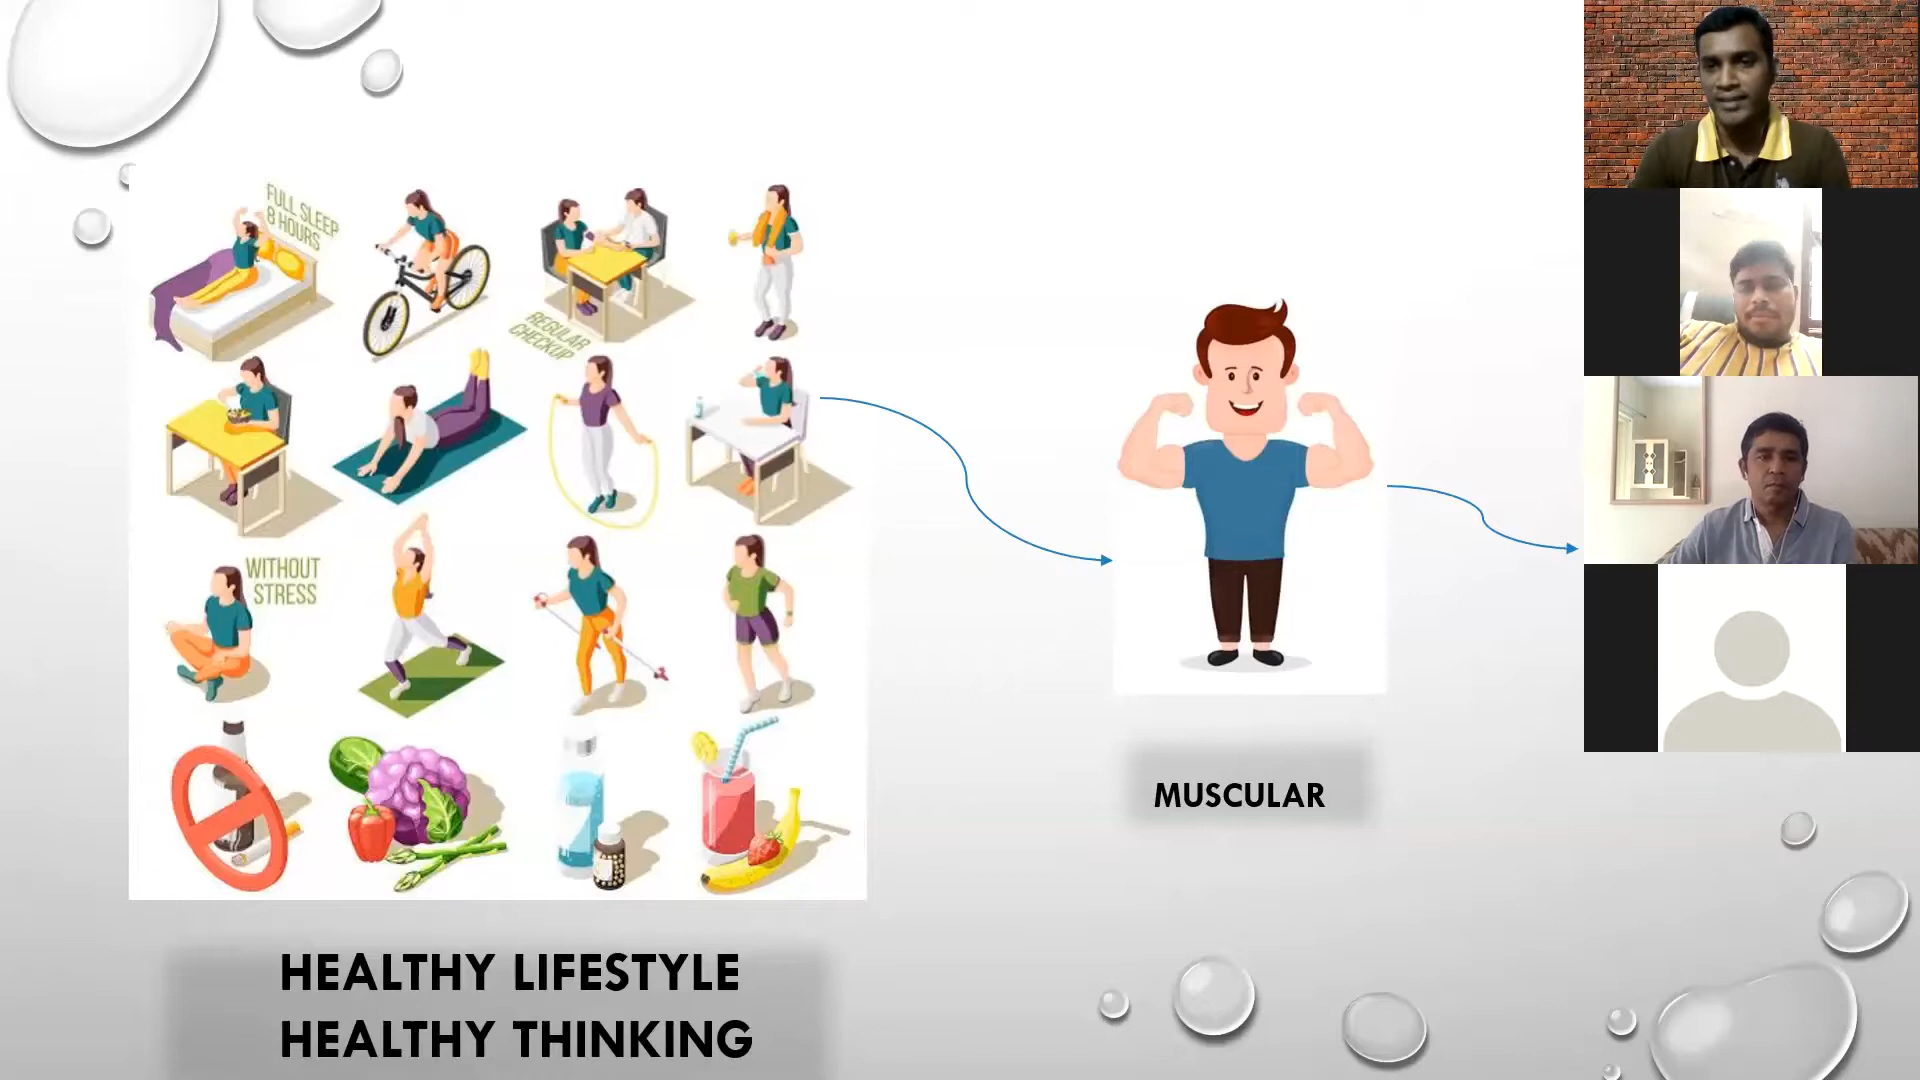 FULL SLEEP
8 HOURS
REGULAR
CHECKUP
WITHOUT
STRESS
MUSCULAR
HEALTHY LIFESTYLE
HEALTHY THINKING